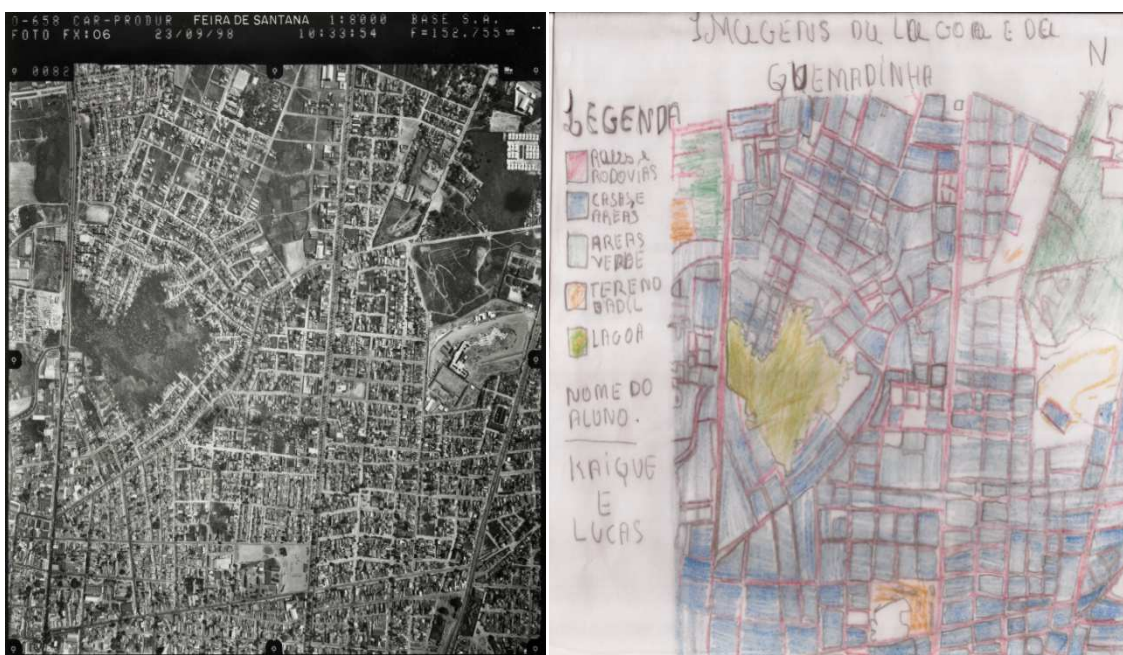 O-658 CAR-PRODUR FEIRA DE SANTANA 1:8000 BASE S.A.
FOTO FX:06 23/09/98 10:33:54 F=152.755
0082
IMAGENS DA LAGOA E DA
QUEMADINHA
N
LEGENDA
RUAS E
RODOVIAS
CASAS E
AREAS
AREAS
VERDE
TERENO
BADIL
LAGOA
NOME DO
ALUNO.
KAIQUE
E
LUCAS